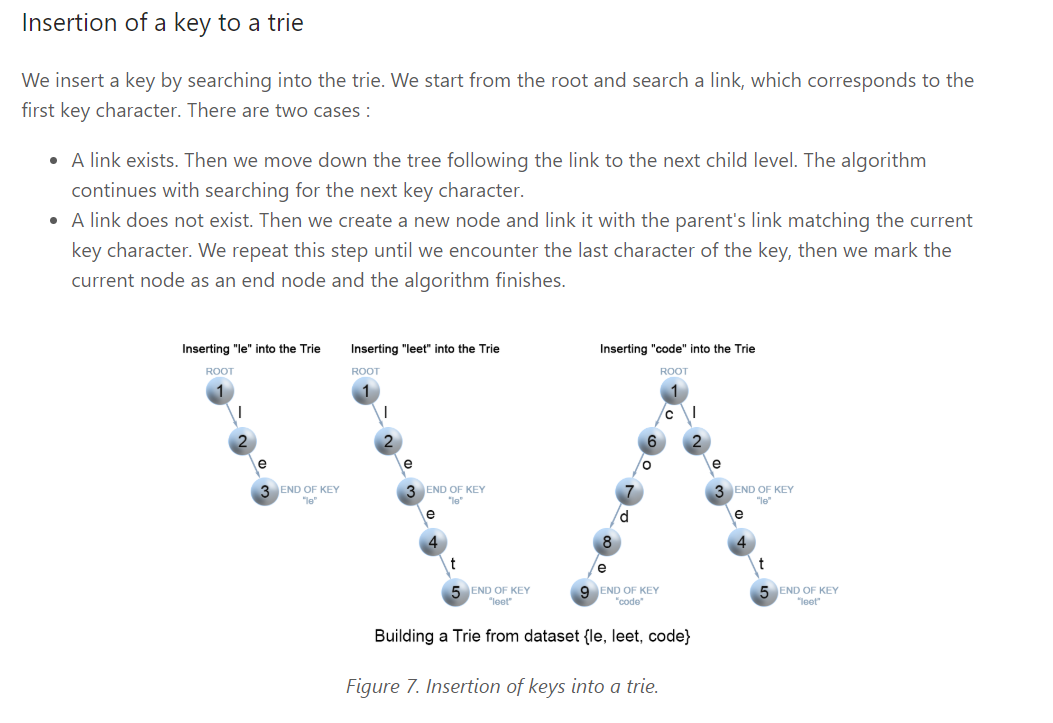 Insertion of a key to a trie
We insert a key by searching into the trie. We start from the root and search a link, which corresponds to the
first key character. There are two cases :
• A link exists. Then we move down the tree following the link to the next child level. The algorithm
continues with searching for the next key character.
• A link does not exist. Then we create a new node and link it with the parent's link matching the current
key character. We repeat this step until we encounter the last character of the key, then we mark the
current node as an end node and the algorithm finishes.
Inserting "le" into the Trie Inserting "leet" into the Trie Inserting "code" into the Trie
ROOT ROOT ROOT
1 1 1
l l c l
2 2 6 2
e e o e
3 END OF KEY 3 END OF KEY 7 3 END OF KEY
"le" "le" "le"
e d e
4 8 4
t e t
5 END OF KEY 9 END OF KEY 5 END OF KEY
"leet" "code" "leet"
Building a Trie from dataset {le, leet, code}
Figure 7. Insertion of keys into a trie.